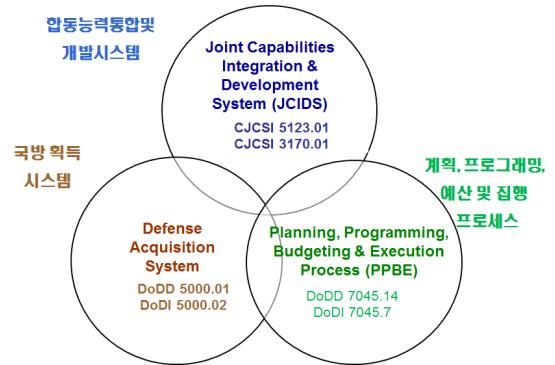 합동능력통합및
개발시스템
Joint Capabilities
Integration &
Development
System (JCIDS)
CJCSI 5123.01
CJCSI 3170.01
국방 획득
시스템
Defense
Acquisition
System
DoDD 5000.01
DoDI 5000.02
계획, 프로그래밍,
예산 및 집행
프로세스
Planning, Programming,
Budgeting & Execution
Process (PPBE)
DoDD 7045.14
DoDI 7045.7